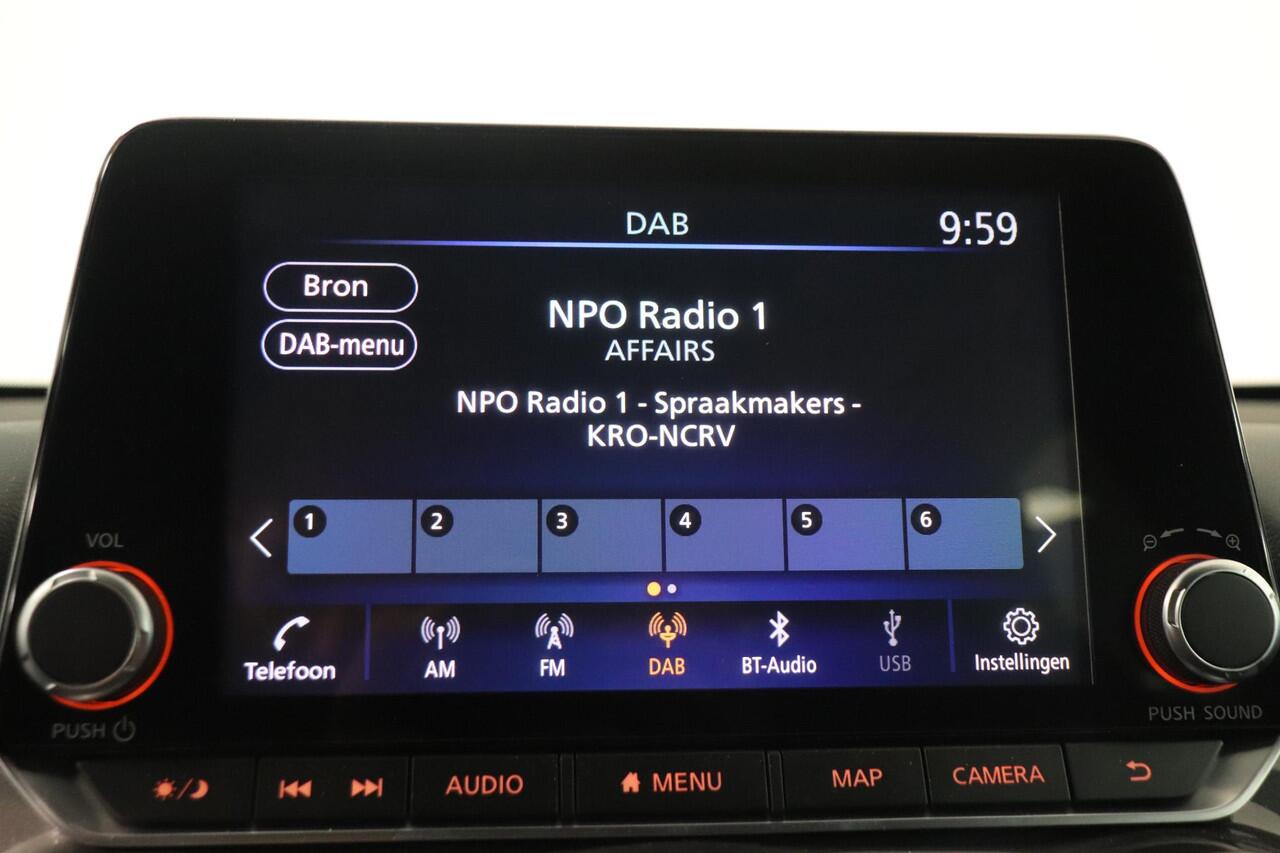 DAB
9:59
Bron
DAB-menu
NPO Radio 1
AFFAIRS
NPO Radio 1 - Spraakmakers -
KRO-NCRV
1 2 3 4 5 6
Telefoon
AM
FM
DAB
BT-Audio
USB
Instellingen
VOL
PUSH
PUSH SOUND
AUDIO
MENU
MAP
CAMERA